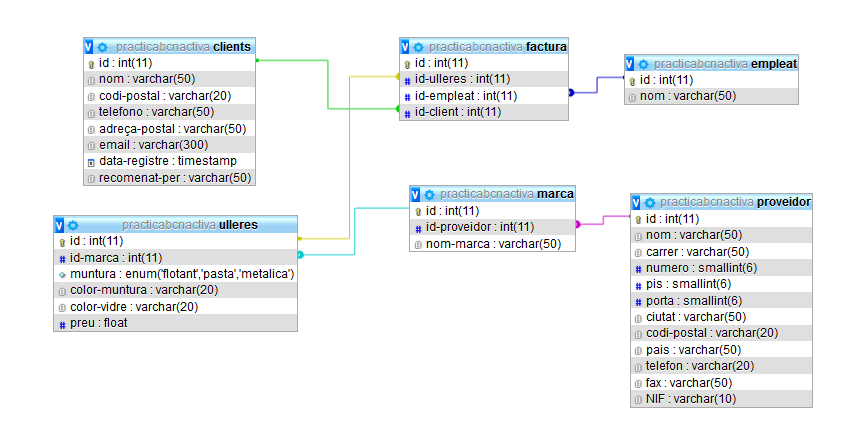 practicabcnactiva clients
id : int(11)
nom : varchar(50)
codi-postal : varchar(20)
telefono : varchar(50)
adreça-postal : varchar(50)
email : varchar(300)
data-registre : timestamp
recomenat-per : varchar(50)
practicabcnactiva factura
id : int(11)
id-ulleres : int(11)
id-empleat : int(11)
id-client : int(11)
practicabcnactiva empleat
id : int(11)
nom : varchar(50)
practicabcnactiva ulleres
id : int(11)
id-marca : int(11)
muntura : enum('flotant','pasta','metalica')
color-muntura : varchar(20)
color-vidre : varchar(20)
preu : float
practicabcnactiva marca
id : int(11)
id-proveidor : int(11)
nom-marca : varchar(50)
practicabcnactiva proveidor
id : int(11)
nom : varchar(50)
carrer : varchar(50)
numero : smallint(6)
pis : smallint(6)
porta : smallint(6)
ciutat : varchar(50)
codi-postal : varchar(20)
pais : varchar(50)
telefon : varchar(20)
fax : varchar(50)
NIF : varchar(10)